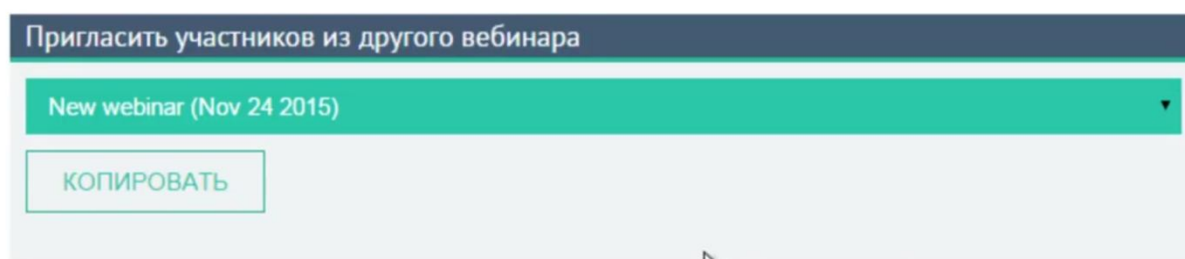 Пригласить участников из другого вебинара
New webinar (Nov 24 2015)
КОПИРОВАТЬ